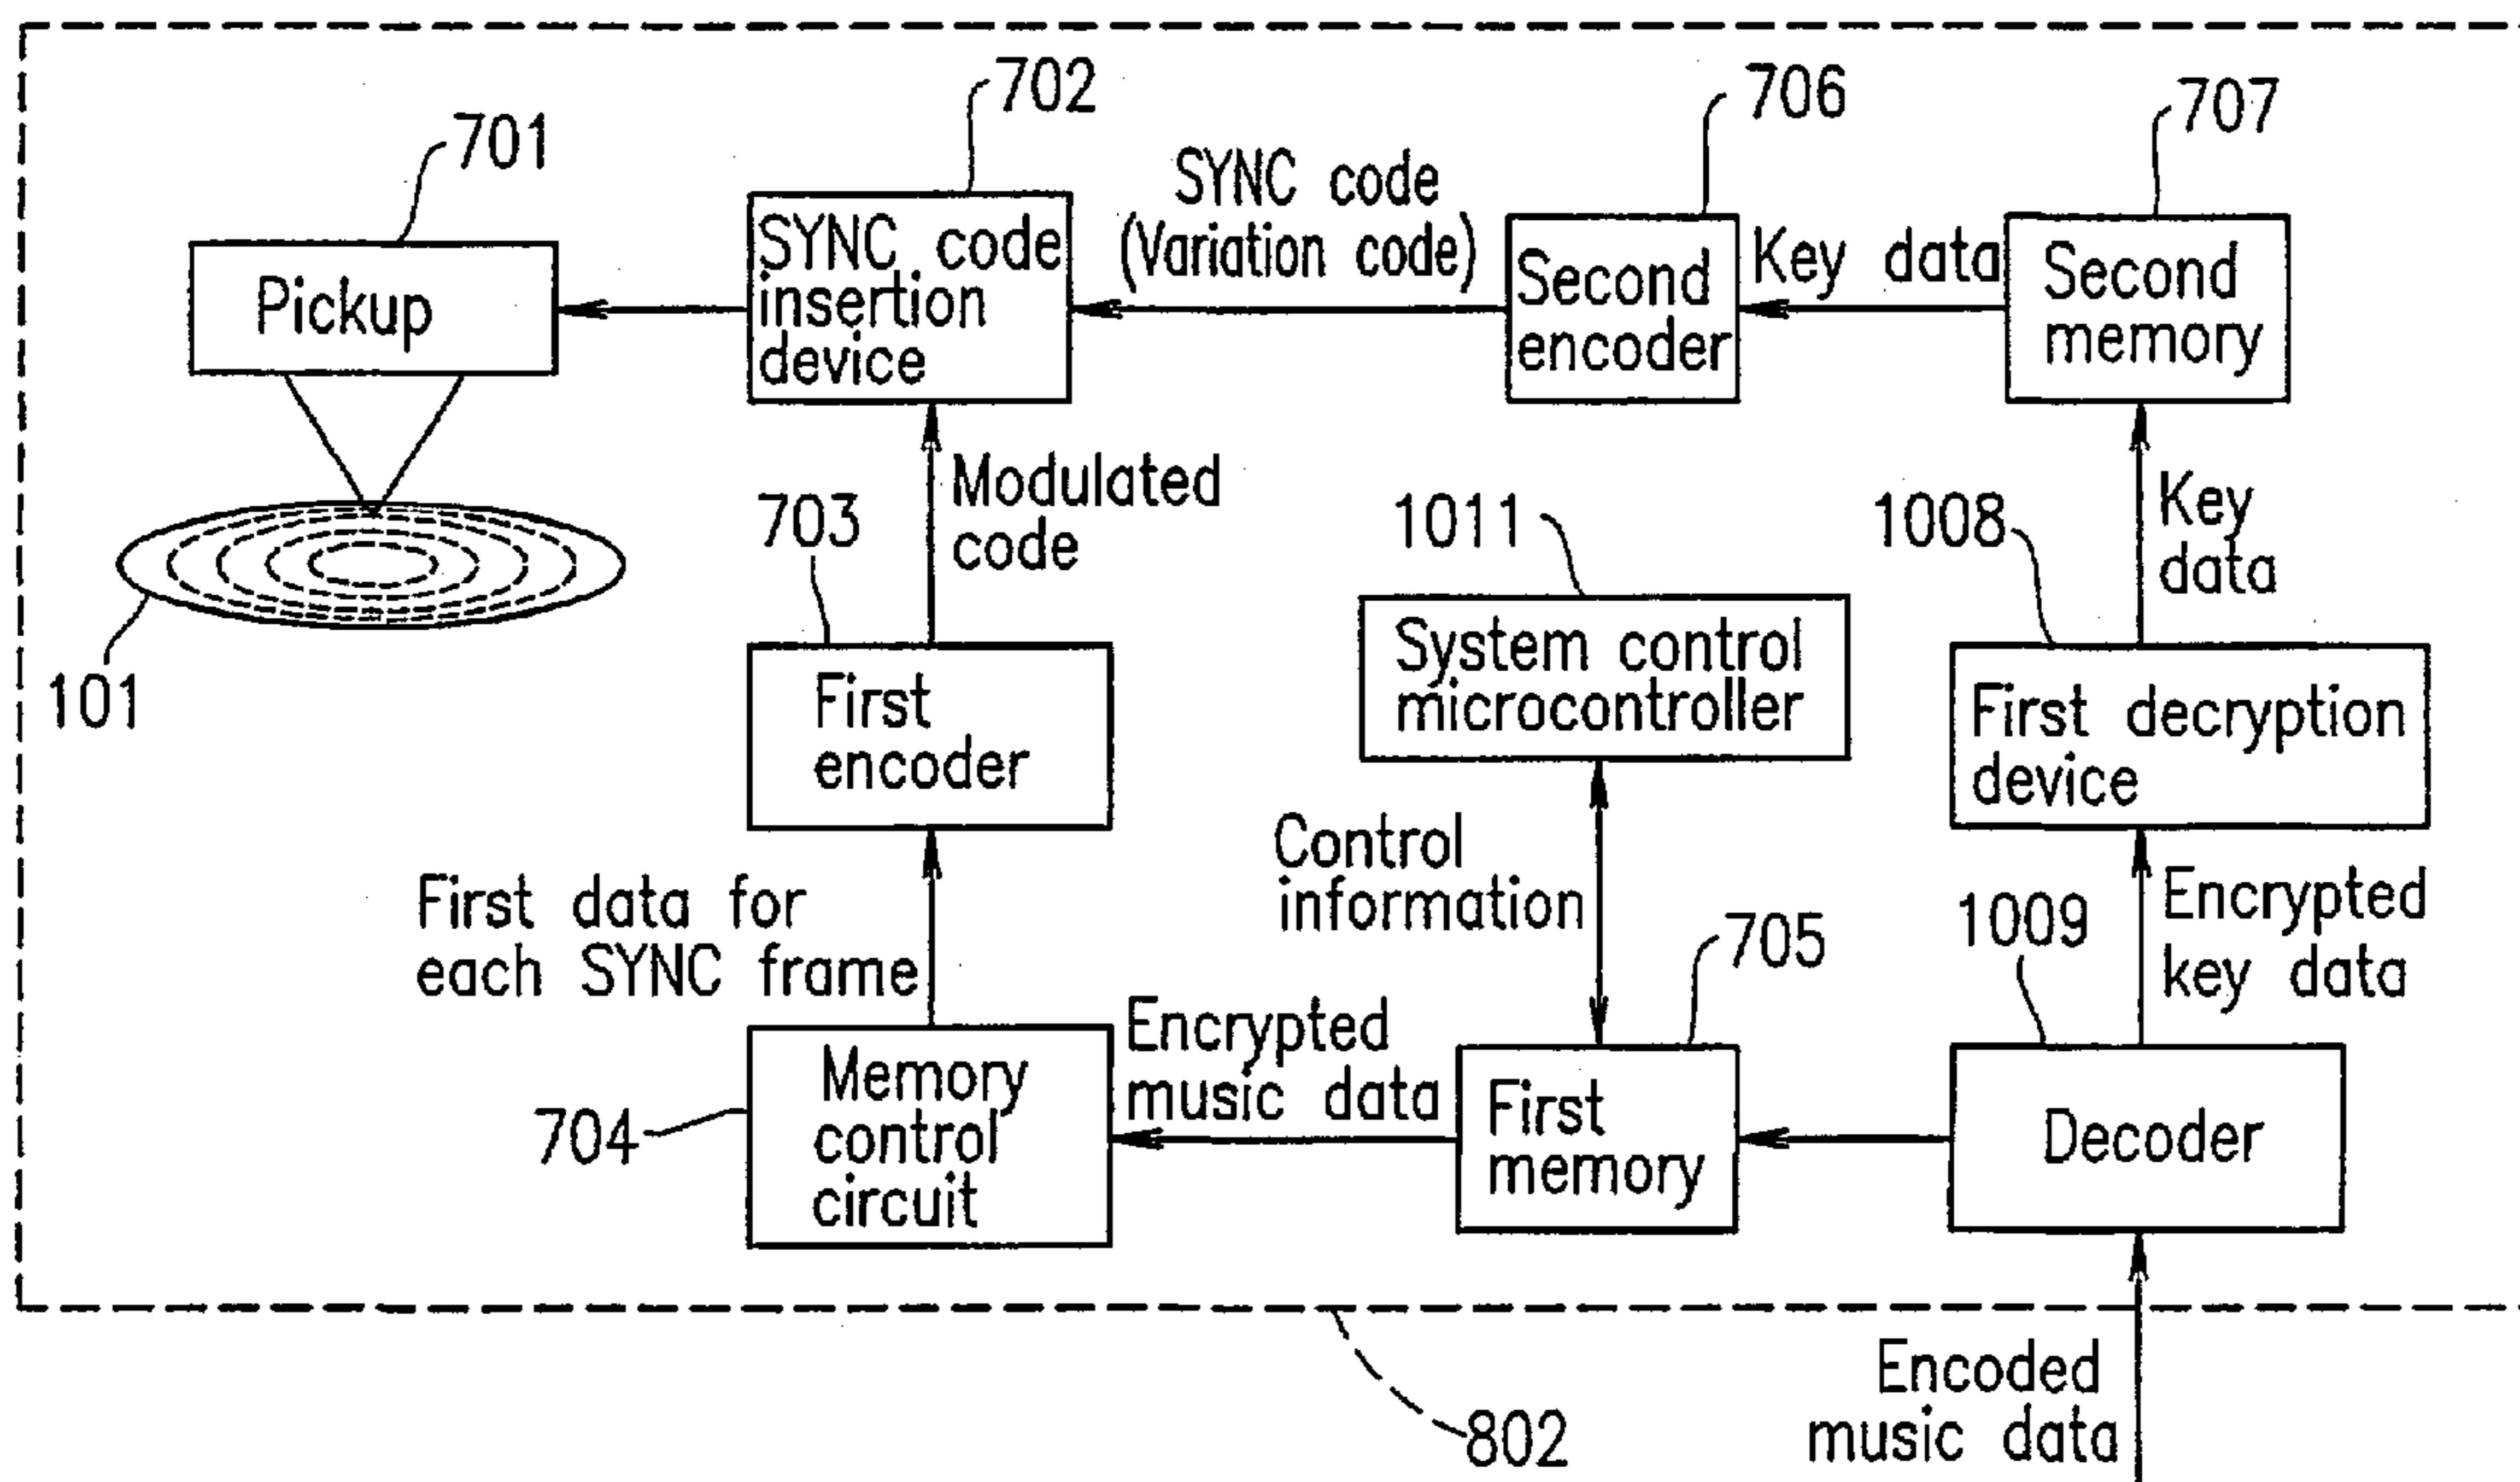 702
706
707
701
SYNC code
(Variation code)
SYNC code
insertion
device
Second
encoder
Key data
Second
memory
Pickup
Modulated
code
703
1011
1008
Key
data
101
First
encoder
System control
microcontroller
First decryption
device
Control
information
First data for
each SYNC frame
705
1009
Encrypted
key data
Encrypted
music data
704
Memory
control
circuit
First
memory
Decoder
Encoded
music data
802